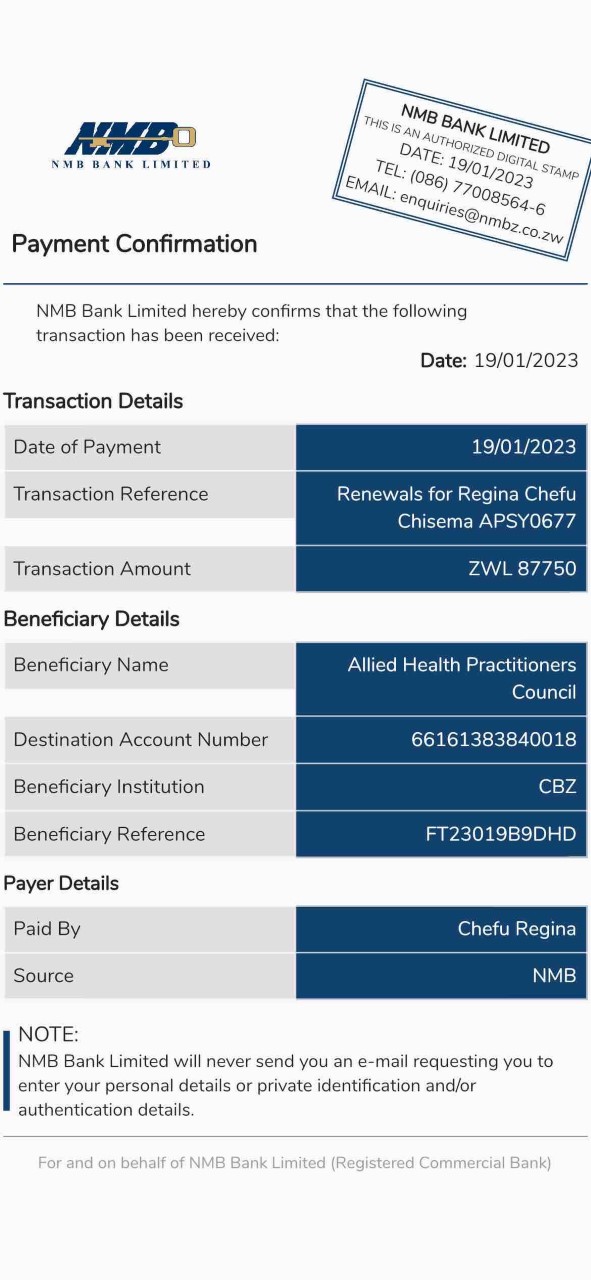 NMB
NMB BANK LIMITED
NMB BANK LIMITED
THIS IS AN AUTHORIZED DIGITAL STAMP
DATE: 19/01/2023
TEL: (086) 77008564-6
EMAIL: enquiries@nmbz.co.zw
Payment Confirmation
NMB Bank Limited hereby confirms that the following
transaction has been received:
Date: 19/01/2023
Transaction Details
Date of Payment 19/01/2023
Transaction Reference Renewals for Regina Chefu
Chisema APSY0677
Transaction Amount ZWL 87750
Beneficiary Details
Beneficiary Name Allied Health Practitioners
Council
Destination Account Number 66161383840018
Beneficiary Institution CBZ
Beneficiary Reference FT23019B9DHD
Payer Details
Paid By Chefu Regina
Source NMB
NOTE:
NMB Bank Limited will never send you an e-mail requesting you to
enter your personal details or private identification and/or
authentication details.
For and on behalf of NMB Bank Limited (Registered Commercial Bank)